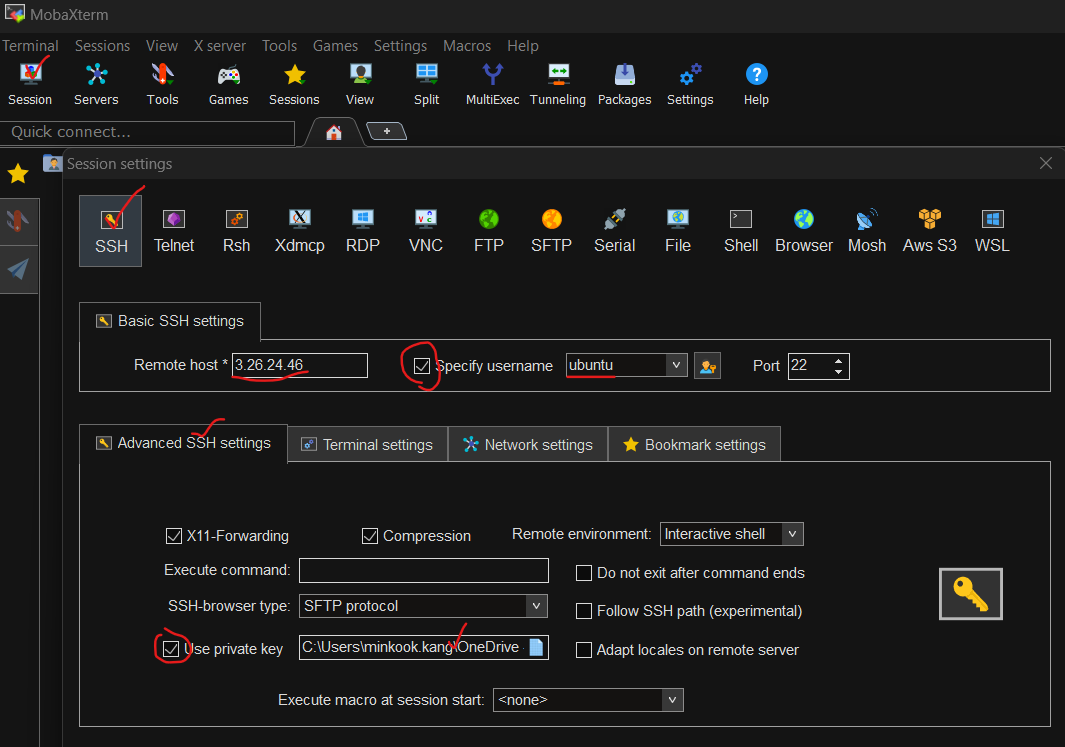 MobaXterm
Terminal Sessions View X server Tools Games Settings Macros Help
Session Servers Tools Games Sessions View Split MultiExec Tunneling Packages Settings Help
Quick connect...
Session settings
SSH Telnet Rsh Xdmcp RDP VNC FTP SFTP Serial File Shell Browser Mosh Aws S3 WSL
Basic SSH settings
Remote host * 3.26.24.46 Specify username ubuntu Port 22
Advanced SSH settings Terminal settings Network settings Bookmark settings
X11-Forwarding Compression Remote environment: Interactive shell
Execute command: Do not exit after command ends
SSH-browser type: SFTP protocol Follow SSH path (experimental)
Use private key C:\Users\minkook.kang\OneDrive Adapt locales on remote server
Execute macro at session start: <none>